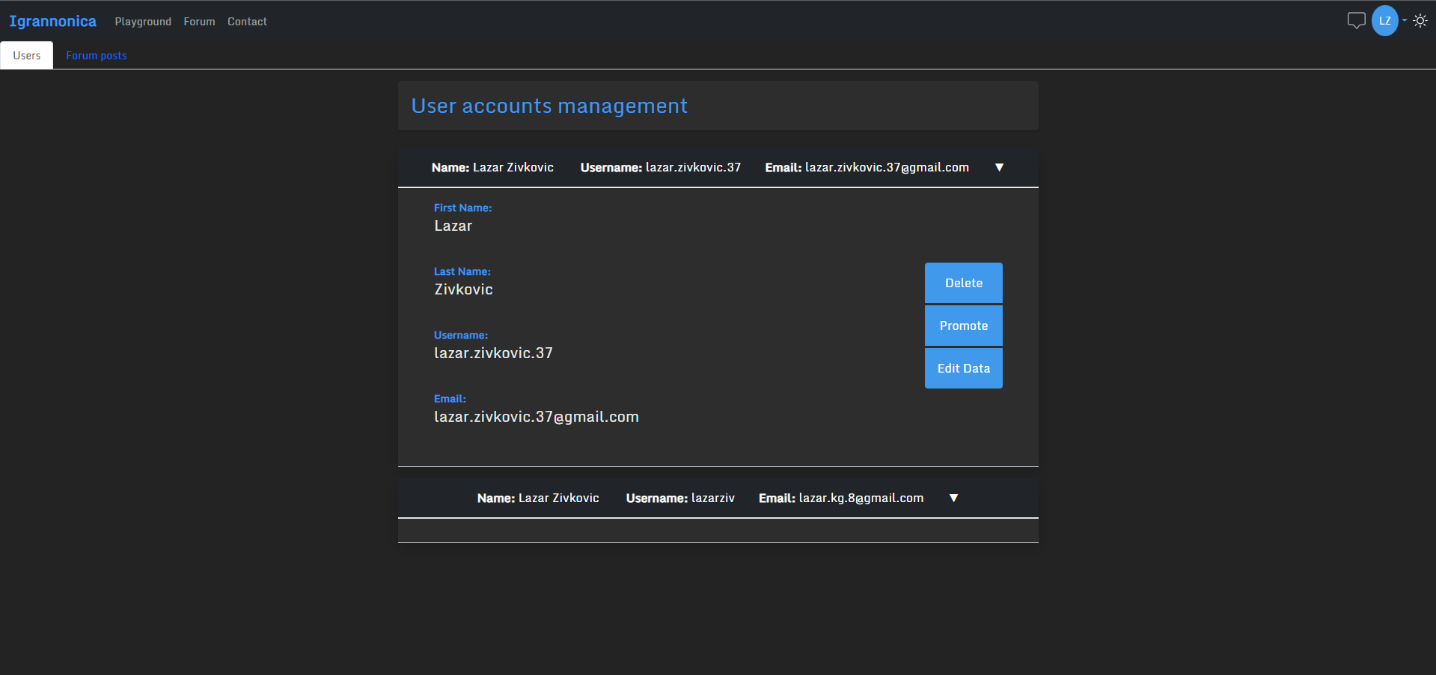 Igrannonica Playground Forum Contact LZ
Users Forum posts
User accounts management
Name: Lazar Zivkovic Username: lazar.zivkovic.37 Email: lazar.zivkovic.37@gmail.com ▼
First Name:
Lazar
Last Name:
Zivkovic
Username:
lazar.zivkovic.37
Email:
lazar.zivkovic.37@gmail.com
Delete
Promote
Edit Data
Name: Lazar Zivkovic Username: lazarziv Email: lazar.kg.8@gmail.com ▼